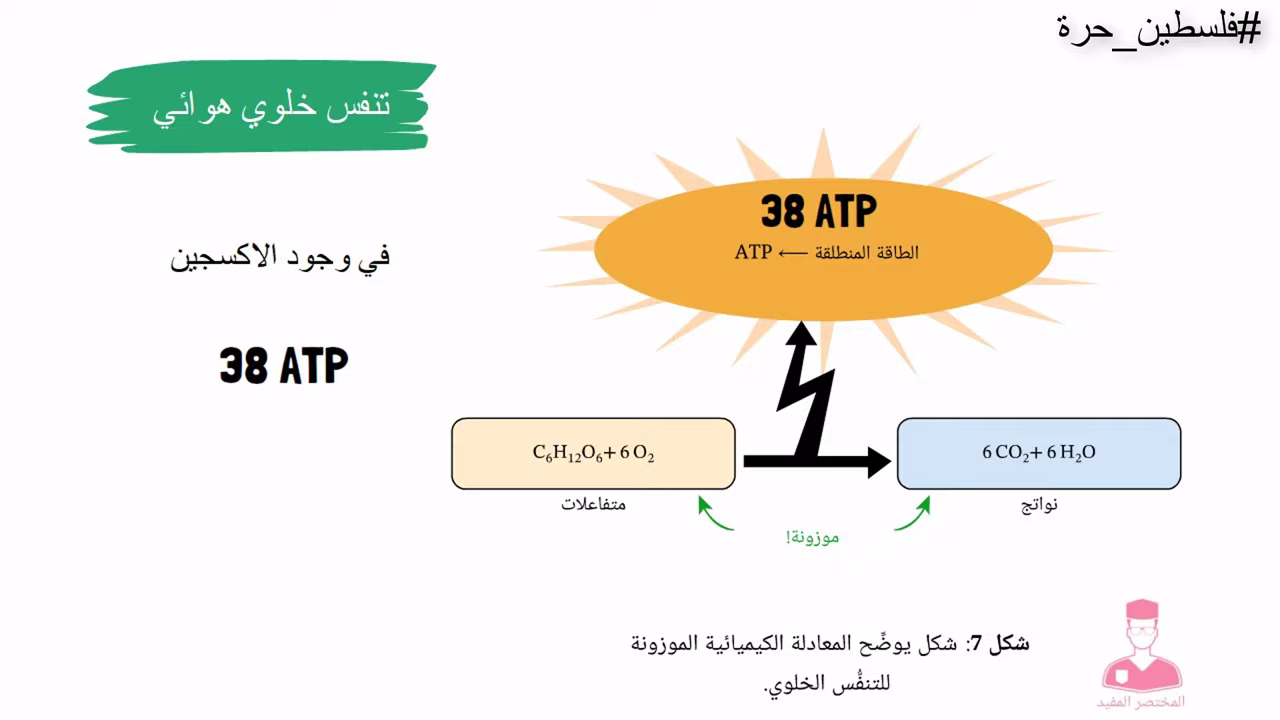 #فلسطين_حرة
تنفس خلوي هوائي
في وجود الاكسجين
38 ATP
38 ATP
الطاقة المنطلقة ⟶ ATP
C₆H₁₂O₆+ 6 O₂
متفاعلات
6 CO₂+ 6 H₂O
نواتج
موزونة!
شكل 7: شكل يوضِّح المعادلة الكيميائية الموزونة
للتنفُّس الخلوي.
المختصر المفيد